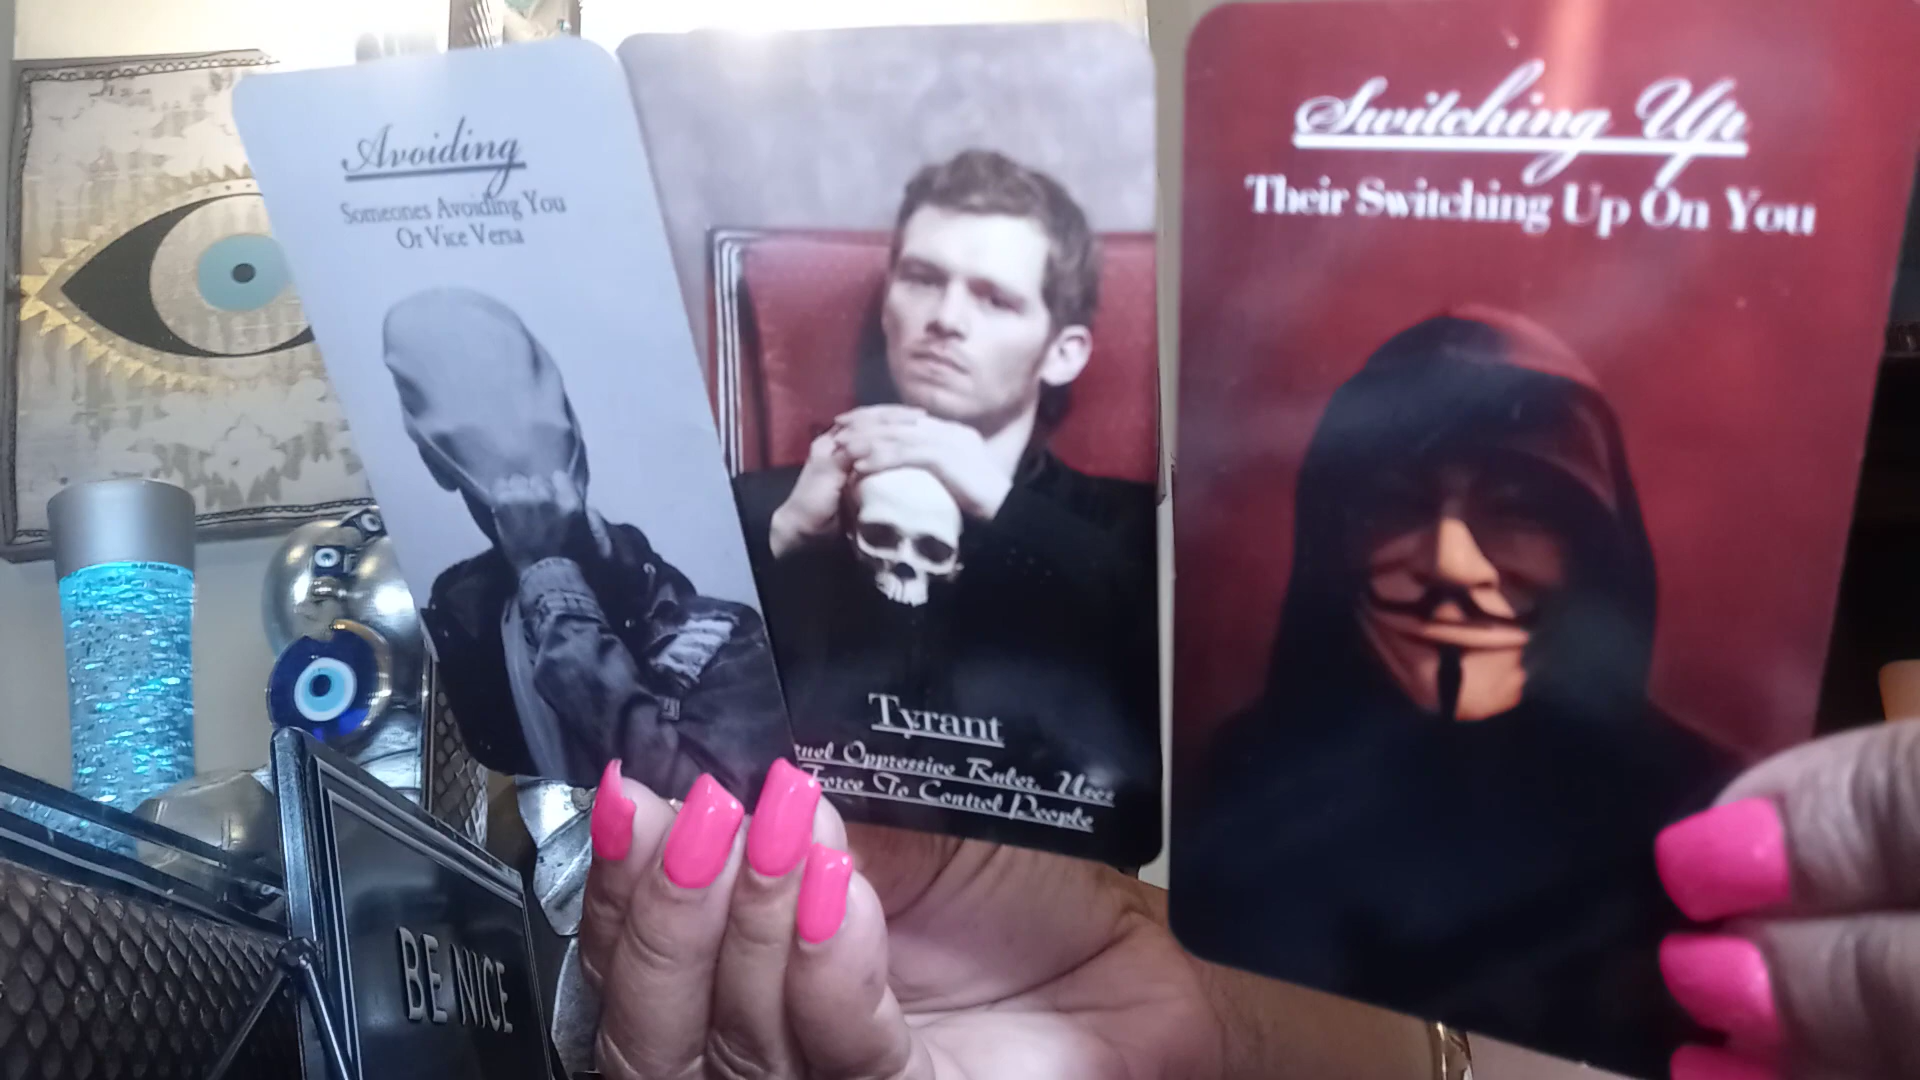 Avoiding
Someones Avoiding You
Or Vice Versa
Tyrant
Oppressive Ruler, Uses
Force To Control People
Switching Up
Their Switching Up On You
BE NICE